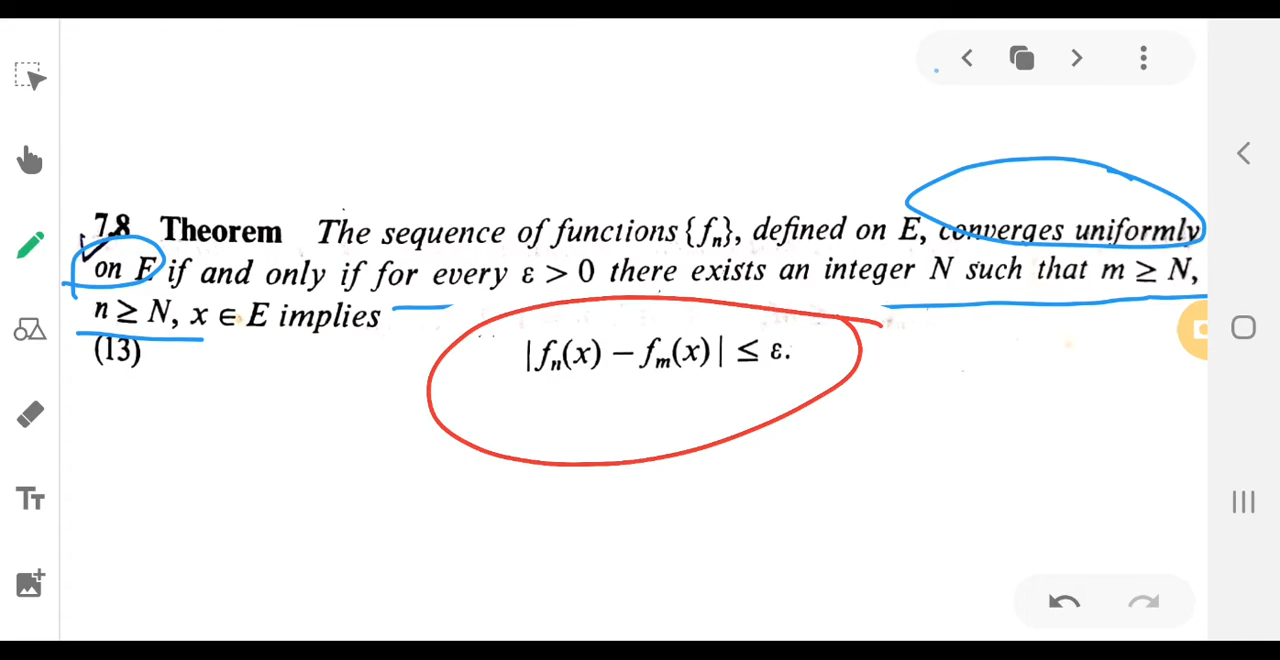 7.8 Theorem The sequence of functions {fₙ}, defined on E, converges uniformly
on E if and only if for every ε > 0 there exists an integer N such that m ≥ N,
n ≥ N, x ∈ E implies
(13) |fₙ(x) − fₘ(x)| ≤ ε.
Tт